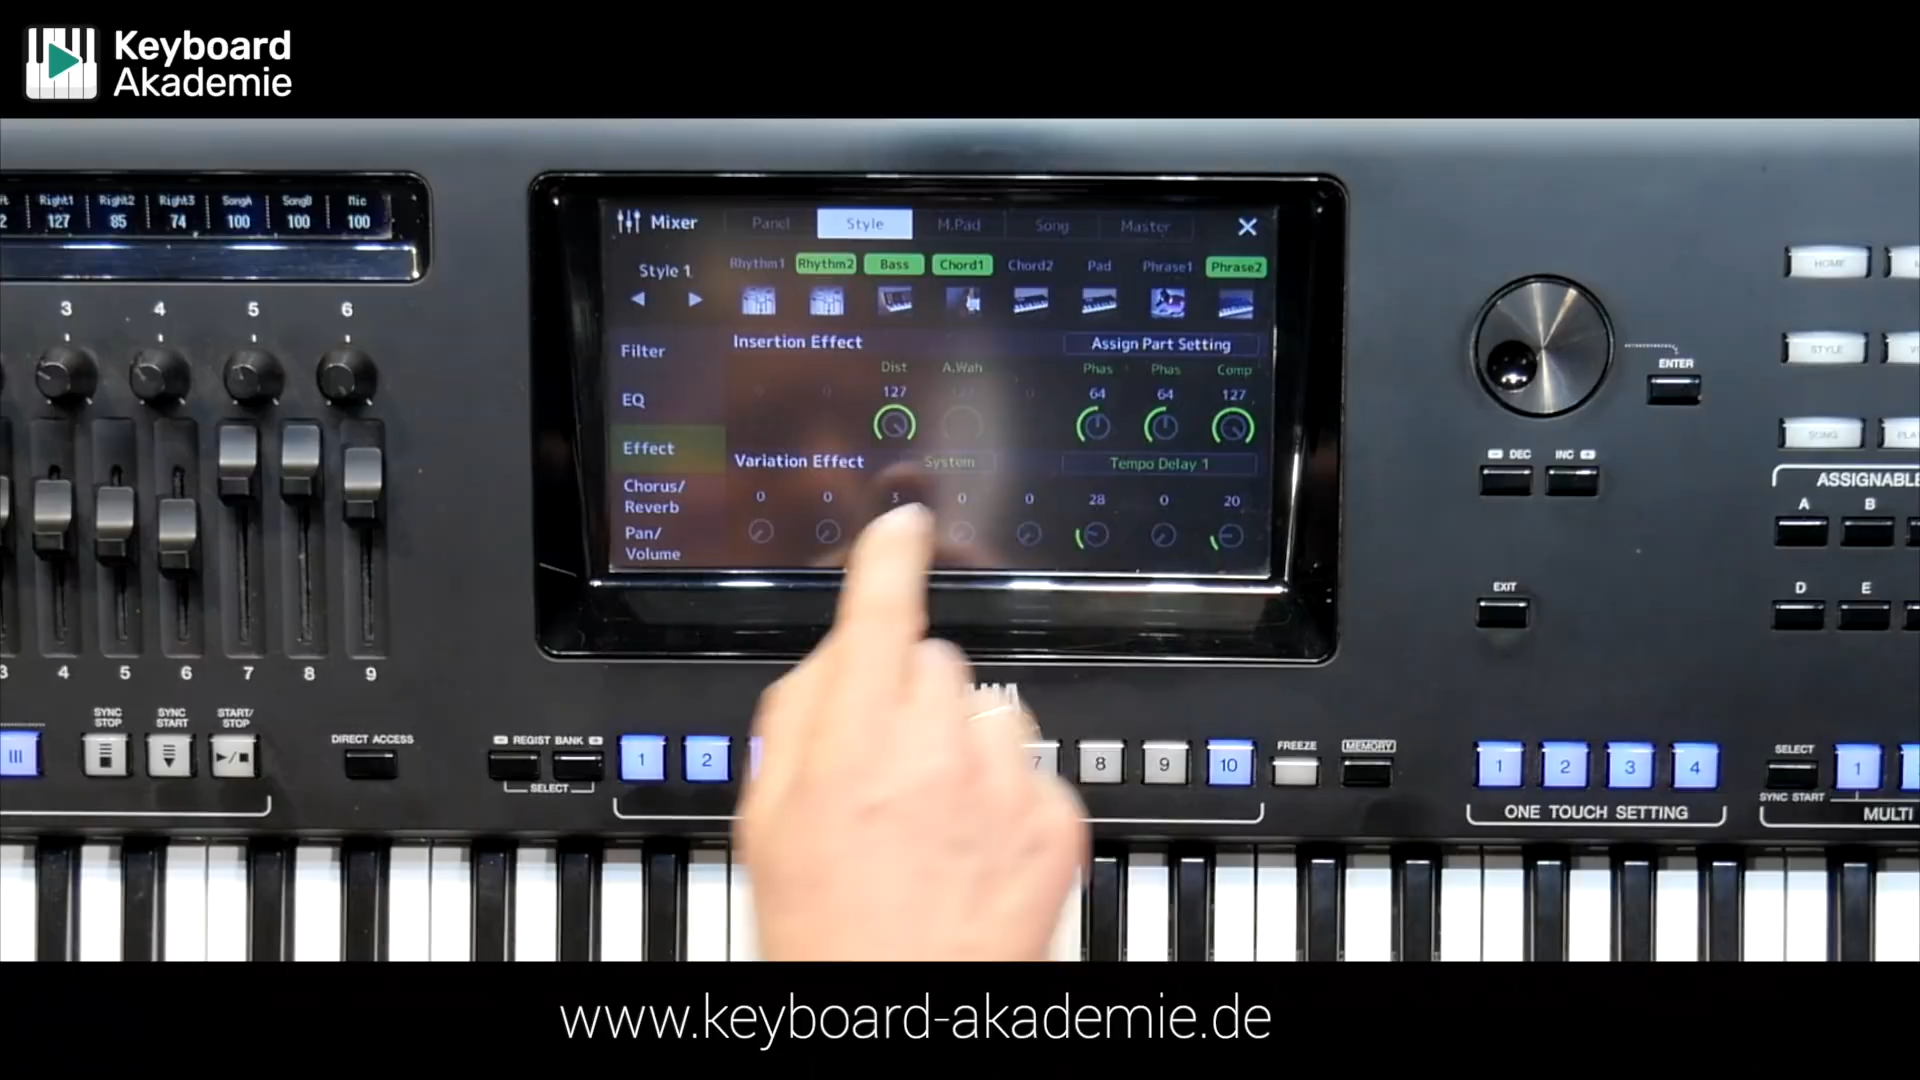 Keyboard
Akademie
Right1 Right2 Right3 SongA SongB Mic
127 85 74 100 100 100
3 4 5 6
3 4 5 6 7 8 9
SYNC STOP
SYNC START
START/STOP
DIRECT ACCESS
Mixer Panel Style M.Pad Song Master
Style 1
Rhythm1 Rhythm2 Bass Chord1 Chord2 Pad Phrase1 Phrase2
Filter
EQ
Effect
Chorus/
Reverb
Pan/
Volume
Insertion Effect Assign Part Setting
Dist A.Wah Phas Phas Comp
127 64 64 127
Variation Effect System Tempo Delay 1
0 0 3 0 0 28 0 20
REGIST BANK
SELECT
1 2 7 8 9 10
FREEZE
MEMORY
ENTER
DEC INC
EXIT
HOME
STYLE
SONG
ASSIGNABLE
A B
D E
1 2 3 4
ONE TOUCH SETTING
SELECT
1
SYNC START
MULTI
www.keyboard-akademie.de